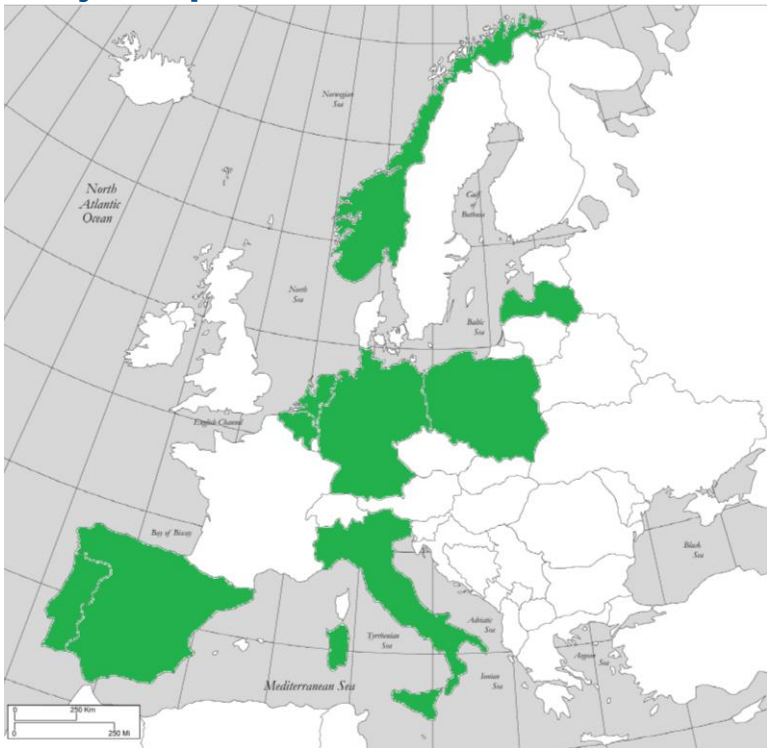 Norwegian
Sea
North
Atlantic
Ocean
Gulf
of
Bothnia
North
Sea
Baltic
Sea
English Channel
Bay of Biscay
Black
Sea
Adriatic
Sea
Tyrrhenian
Sea
Aegean
Sea
Ionian
Sea
Mediterranean Sea
0 250 Km
0 250 Mi